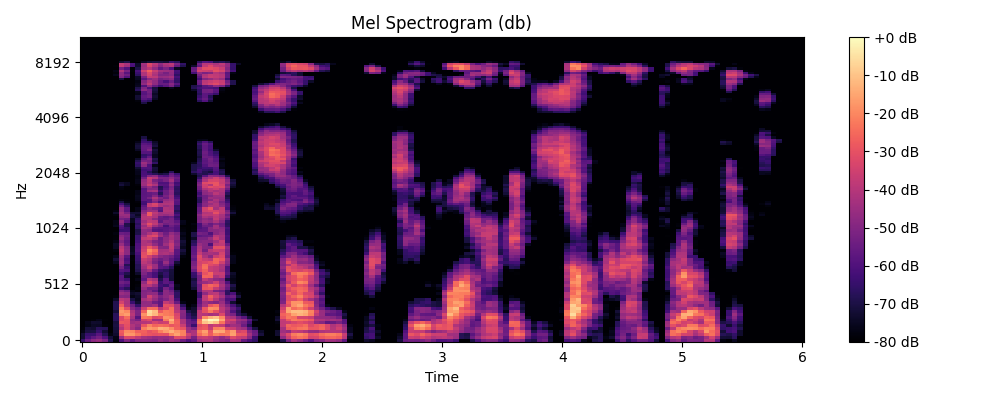 Mel Spectrogram (db)
Hz
8192
4096
2048
1024
512
0
0 1 2 3 4 5 6
Time
+0 dB
-10 dB
-20 dB
-30 dB
-40 dB
-50 dB
-60 dB
-70 dB
-80 dB